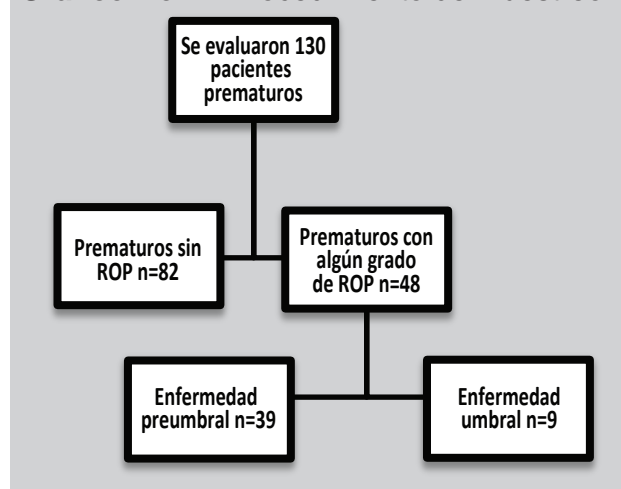 Se evaluaron 130
pacientes
prematuros
Prematuros sin
ROP n=82
Prematuros con
algún grado
de ROP n=48
Enfermedad
preumbral n=39
Enfermedad
umbral n=9